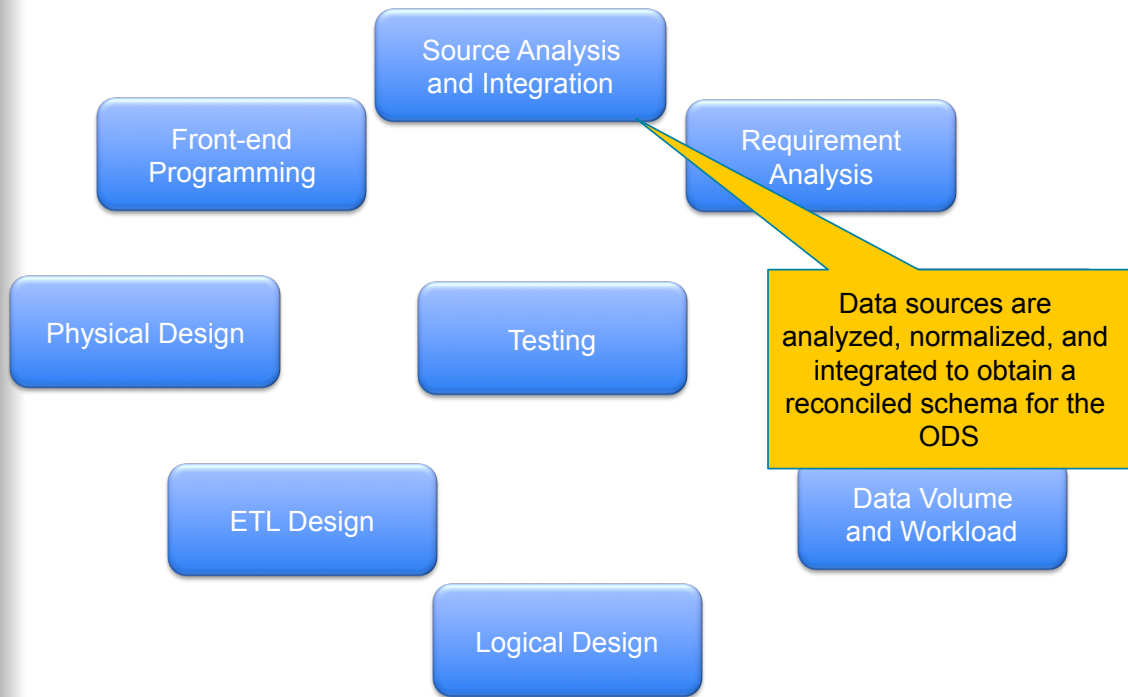 Source Analysis
and Integration
Front-end
Programming
Requirement
Analysis
Physical Design
Testing
Data sources are
analyzed, normalized, and
integrated to obtain a
reconciled schema for the
ODS
ETL Design
Data Volume
and Workload
Logical Design